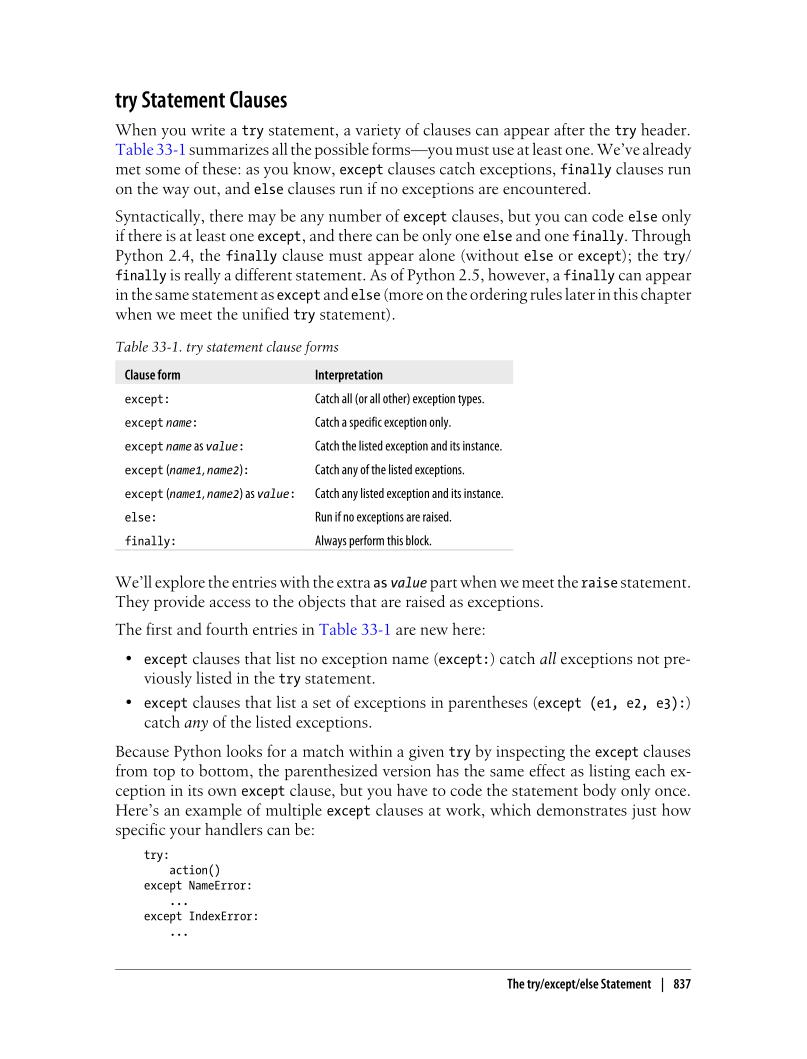 try Statement Clauses
When you write a try statement, a variety of clauses can appear after the try header.
Table 33-1 summarizes all the possible forms—you must use at least one. We’ve already
met some of these: as you know, except clauses catch exceptions, finally clauses run
on the way out, and else clauses run if no exceptions are encountered.
Syntactically, there may be any number of except clauses, but you can code else only
if there is at least one except, and there can be only one else and one finally. Through
Python 2.4, the finally clause must appear alone (without else or except); the try/
finally is really a different statement. As of Python 2.5, however, a finally can appear
in the same statement as except and else (more on the ordering rules later in this chapter
when we meet the unified try statement).
Table 33-1. try statement clause forms
Clause form Interpretation
except: Catch all (or all other) exception types.
except name: Catch a specific exception only.
except name as value: Catch the listed exception and its instance.
except (name1, name2): Catch any of the listed exceptions.
except (name1, name2) as value: Catch any listed exception and its instance.
else: Run if no exceptions are raised.
finally: Always perform this block.
We’ll explore the entries with the extra as value part when we meet the raise statement.
They provide access to the objects that are raised as exceptions.
The first and fourth entries in Table 33-1 are new here:
• except clauses that list no exception name (except:) catch all exceptions not pre-
viously listed in the try statement.
• except clauses that list a set of exceptions in parentheses (except (e1, e2, e3):)
catch any of the listed exceptions.
Because Python looks for a match within a given try by inspecting the except clauses
from top to bottom, the parenthesized version has the same effect as listing each ex-
ception in its own except clause, but you have to code the statement body only once.
Here’s an example of multiple except clauses at work, which demonstrates just how
specific your handlers can be:
try:
    action()
except NameError:
    ...
except IndexError:
    ...
The try/except/else Statement | 837